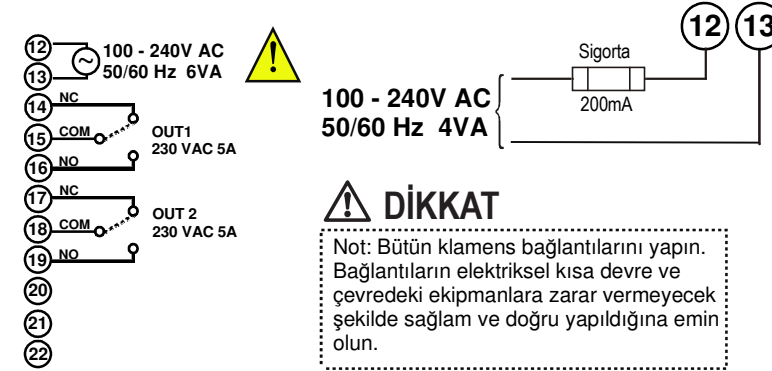 12
100 - 240V AC
13
50/60 Hz 6VA
14 NC
15 COM
OUT1
230 VAC 5A
16 NO
17 NC
18 COM
OUT 2
230 VAC 5A
19 NO
20
21
22
12 13
Sigorta
200mA
100 - 240V AC
50/60 Hz 4VA
DİKKAT
Not: Bütün klamens bağlantılarını yapın.
Bağlantıların elektriksel kısa devre ve
çevredeki ekipmanlara zarar vermeyecek
şekilde sağlam ve doğru yapıldığına emin
olun.